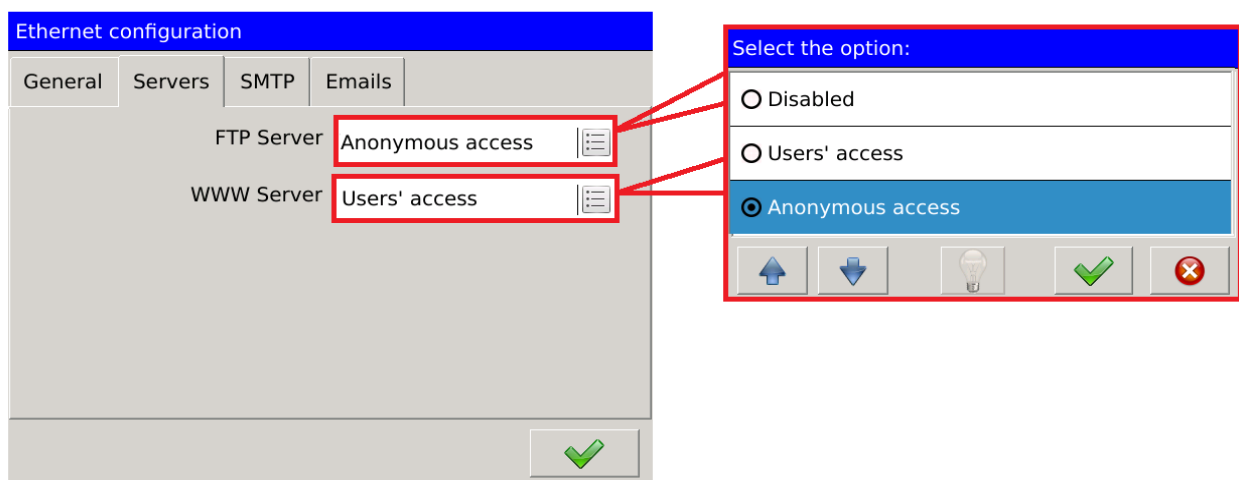 Ethernet configuration
General Servers SMTP Emails
FTP Server Anonymous access
WWW Server Users' access
Select the option:
Disabled
Users' access
Anonymous access